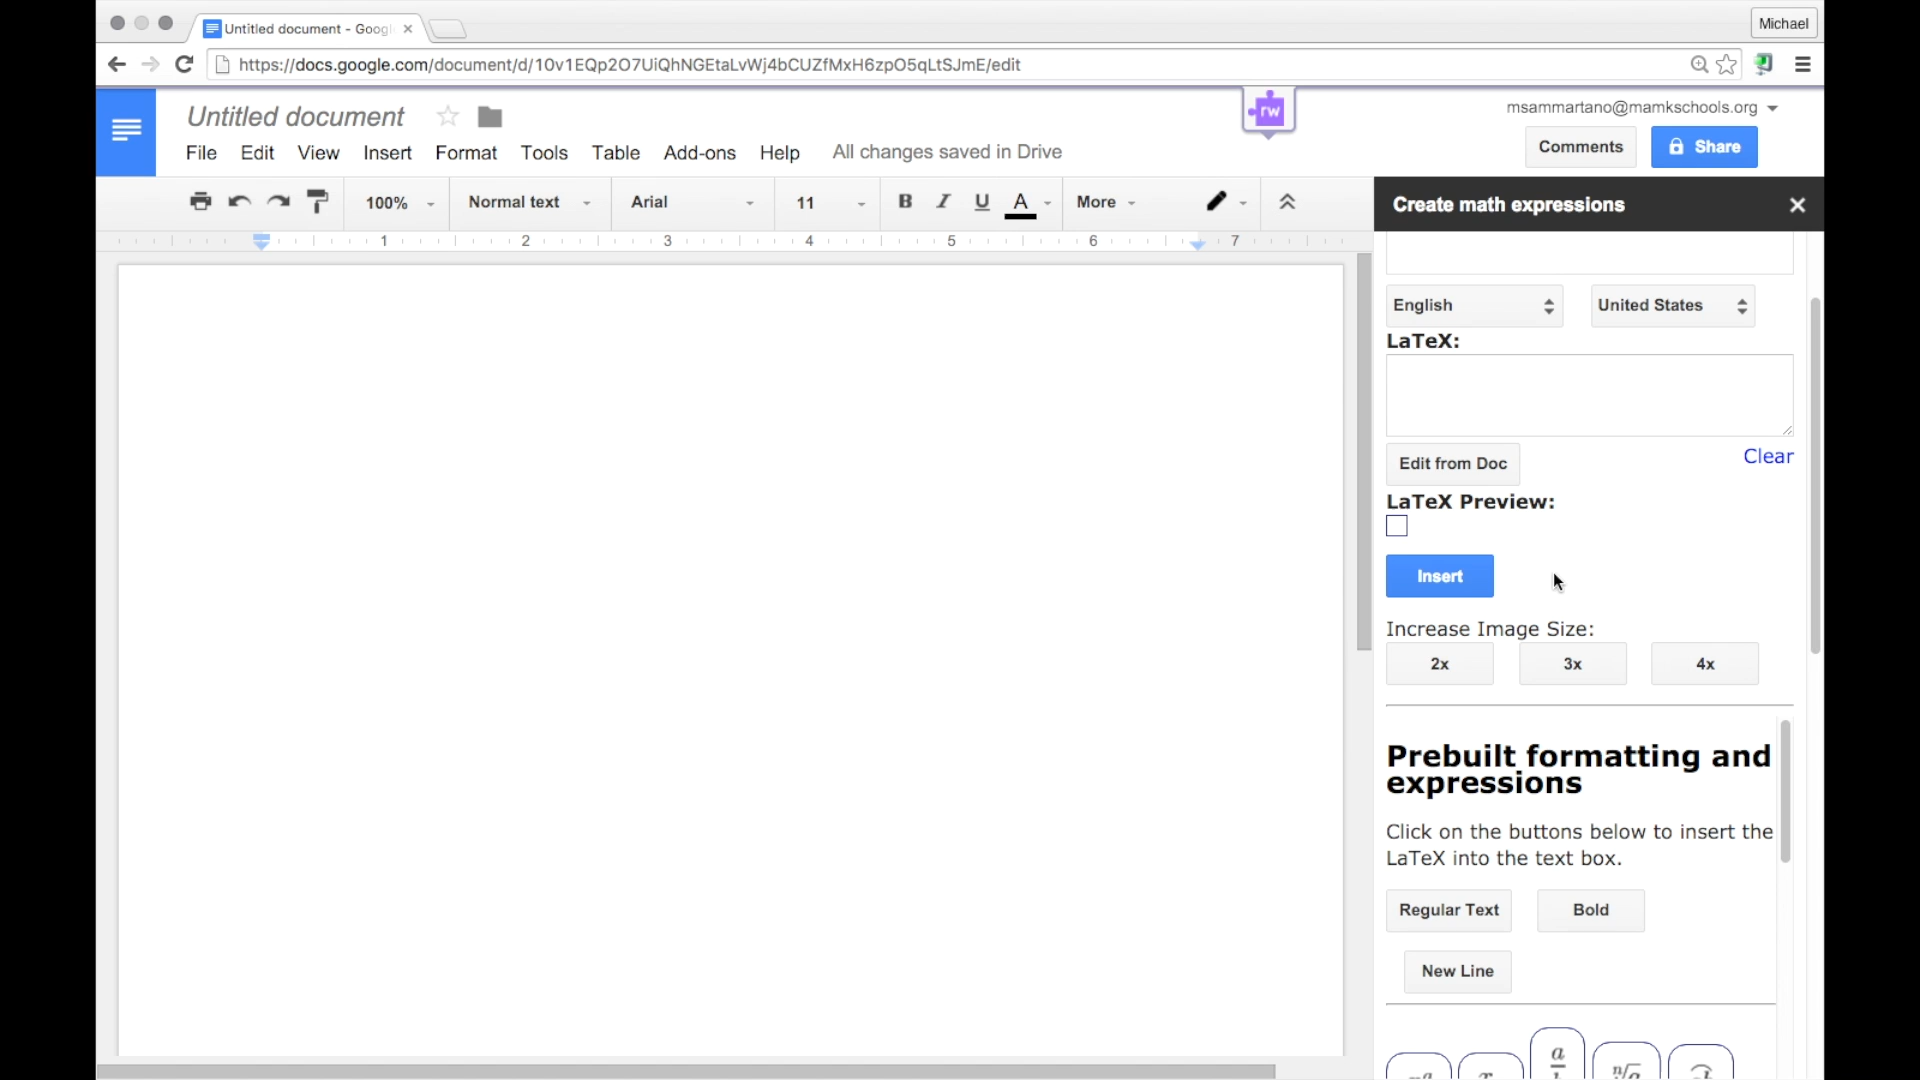 Untitled document - Googl
Michael
https://docs.google.com/document/d/10v1EQp2O7UiQhNGEtaLvWj4bCUZfMxH6zpO5qLtSJmE/edit
Untitled document
rw
msammartano@mamkschools.org
File Edit View Insert Format Tools Table Add-ons Help All changes saved in Drive
Comments Share
100% Normal text Arial 11 B I U A More
Create math expressions
1 2 3 4 5 6 7
English United States
LaTeX:
Edit from Doc Clear
LaTeX Preview:
Insert
Increase Image Size:
2x 3x 4x
Prebuilt formatting and
expressions
Click on the buttons below to insert the
LaTeX into the text box.
Regular Text Bold
New Line